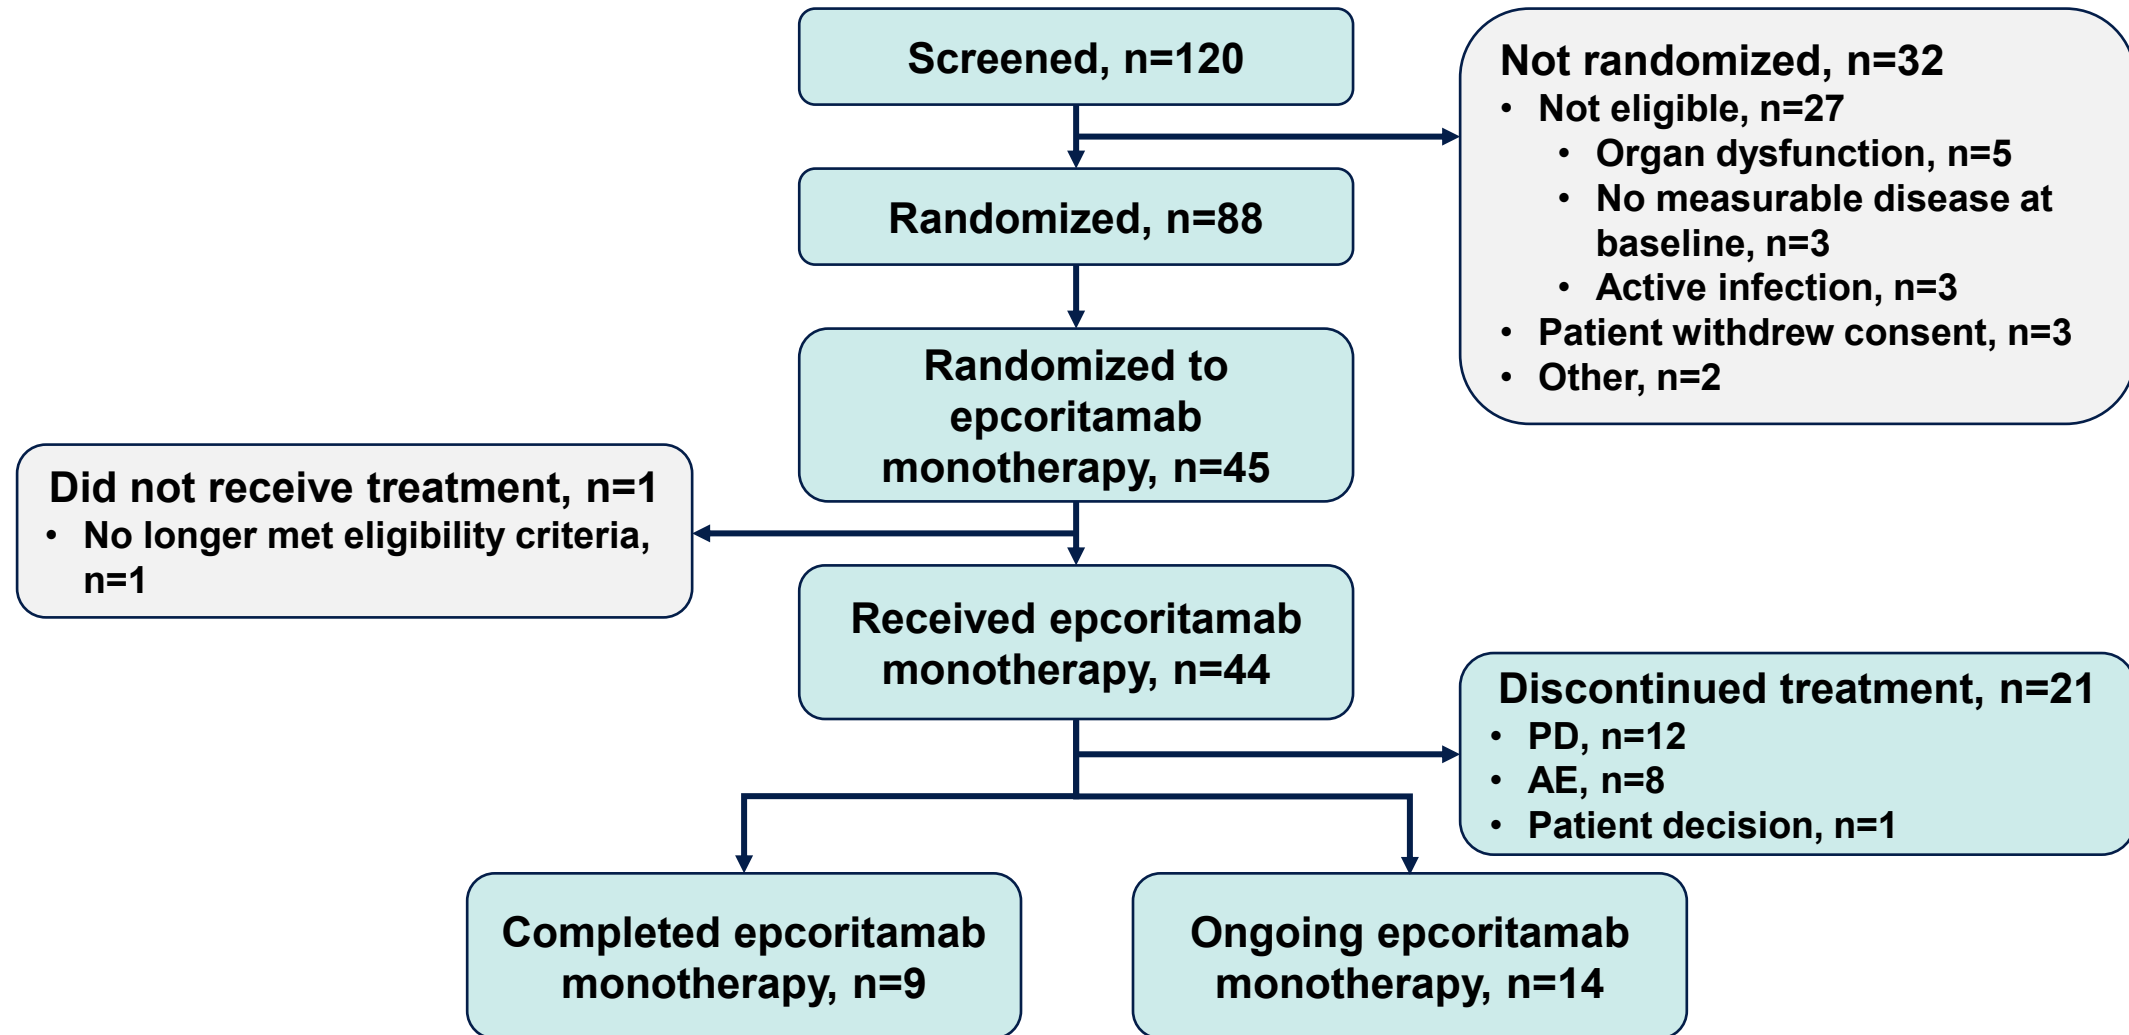 Screened, n=120
Not randomized, n=32
• Not eligible, n=27
• Organ dysfunction, n=5
• No measurable disease at
baseline, n=3
• Active infection, n=3
• Patient withdrew consent, n=3
• Other, n=2
Randomized, n=88
Randomized to
epcoritamab
monotherapy, n=45
Did not receive treatment, n=1
• No longer met eligibility criteria,
n=1
Received epcoritamab
monotherapy, n=44
Discontinued treatment, n=21
• PD, n=12
• AE, n=8
• Patient decision, n=1
Completed epcoritamab
monotherapy, n=9
Ongoing epcoritamab
monotherapy, n=14